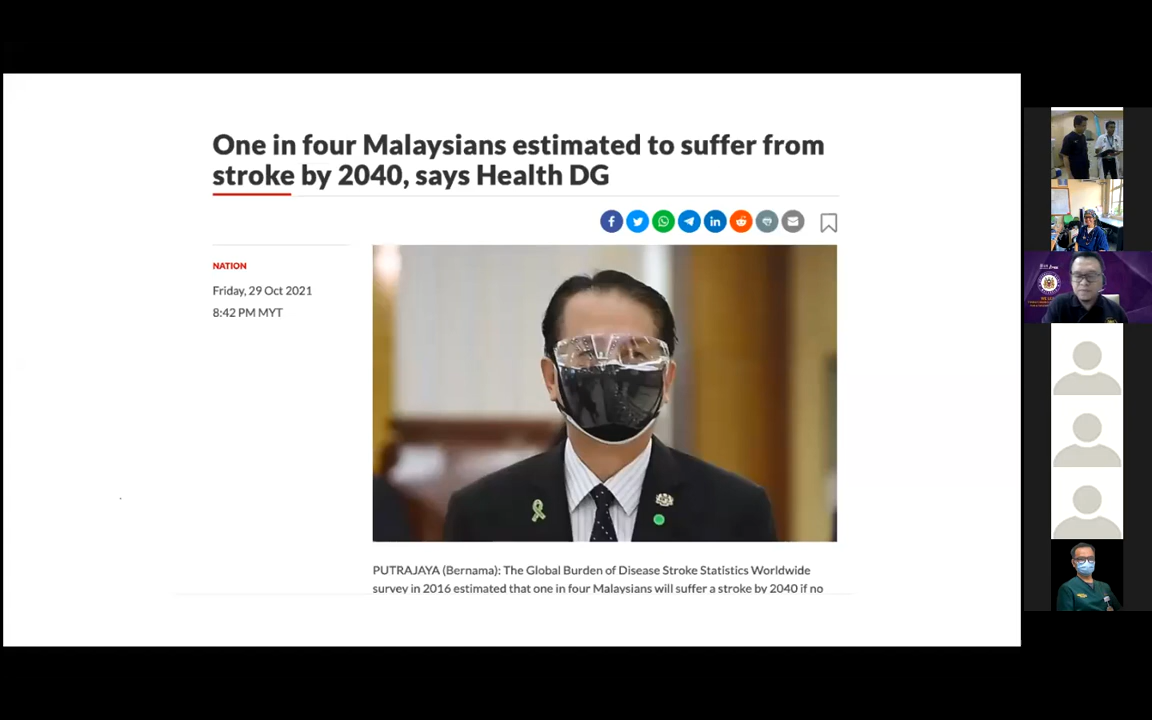 One in four Malaysians estimated to suffer from
stroke by 2040, says Health DG
NATION
Friday, 29 Oct 2021
8:42 PM MYT
PUTRAJAYA (Bernama): The Global Burden of Disease Stroke Statistics Worldwide
survey in 2016 estimated that one in four Malaysians will suffer a stroke by 2040 if no